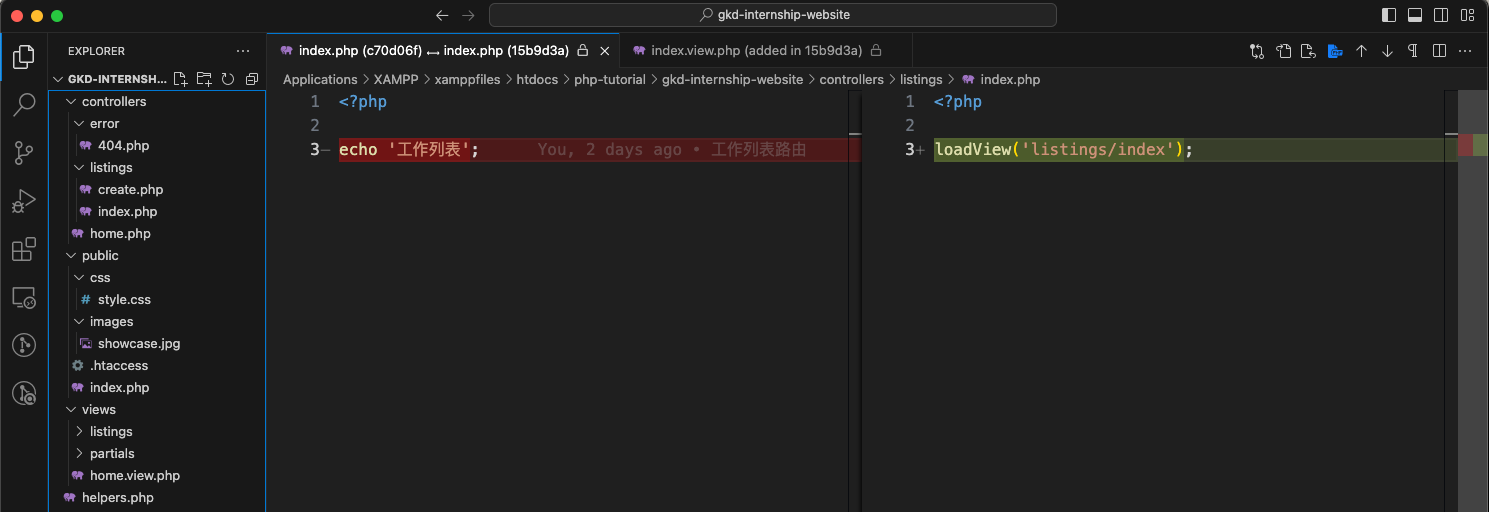 gkd-internship-website
EXPLORER
index.php (c70d06f) ↔ index.php (15b9d3a)
index.view.php (added in 15b9d3a)
GKD-INTERNSH...
Applications > XAMPP > xamppfiles > htdocs > php-tutorial > gkd-internship-website > controllers > listings > index.php
controllers
error
404.php
listings
create.php
index.php
home.php
public
css
# style.css
images
showcase.jpg
.htaccess
index.php
views
listings
partials
home.view.php
helpers.php
1 <?php
2
3− echo '工作列表'; You, 2 days ago • 工作列表路由
1 <?php
2
3+ loadView('listings/index');